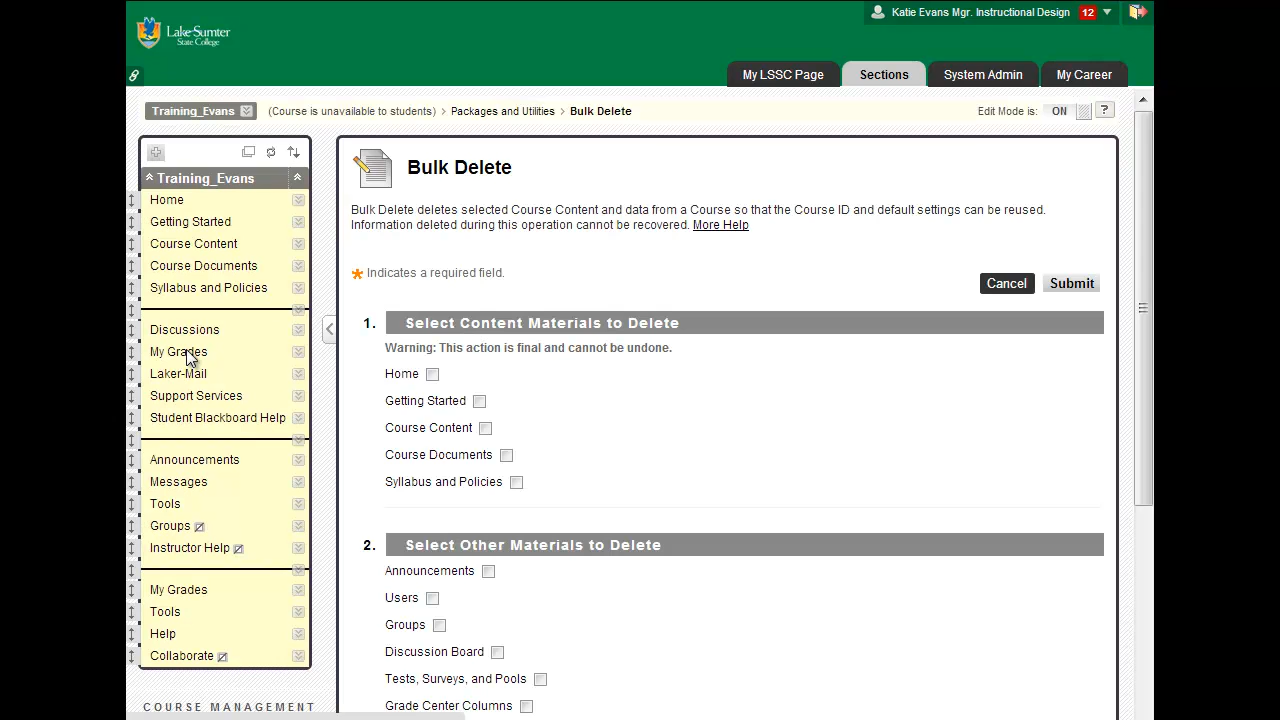 Katie Evans Mgr. Instructional Design 12
Lake-Sumter
State College
My LSSC Page Sections System Admin My Career
Training_Evans (Course is unavailable to students) > Packages and Utilities > Bulk Delete Edit Mode is: ON ?
Training_Evans
Home
Getting Started
Course Content
Course Documents
Syllabus and Policies
Discussions
My Grades
Laker-Mail
Support Services
Student Blackboard Help
Announcements
Messages
Tools
Groups
Instructor Help
My Grades
Tools
Help
Collaborate
COURSE MANAGEMENT
Bulk Delete
Bulk Delete deletes selected Course Content and data from a Course so that the Course ID and default settings can be reused.
Information deleted during this operation cannot be recovered. More Help
* Indicates a required field.
Cancel Submit
1. Select Content Materials to Delete
Warning: This action is final and cannot be undone.
Home
Getting Started
Course Content
Course Documents
Syllabus and Policies
2. Select Other Materials to Delete
Announcements
Users
Groups
Discussion Board
Tests, Surveys, and Pools
Grade Center Columns